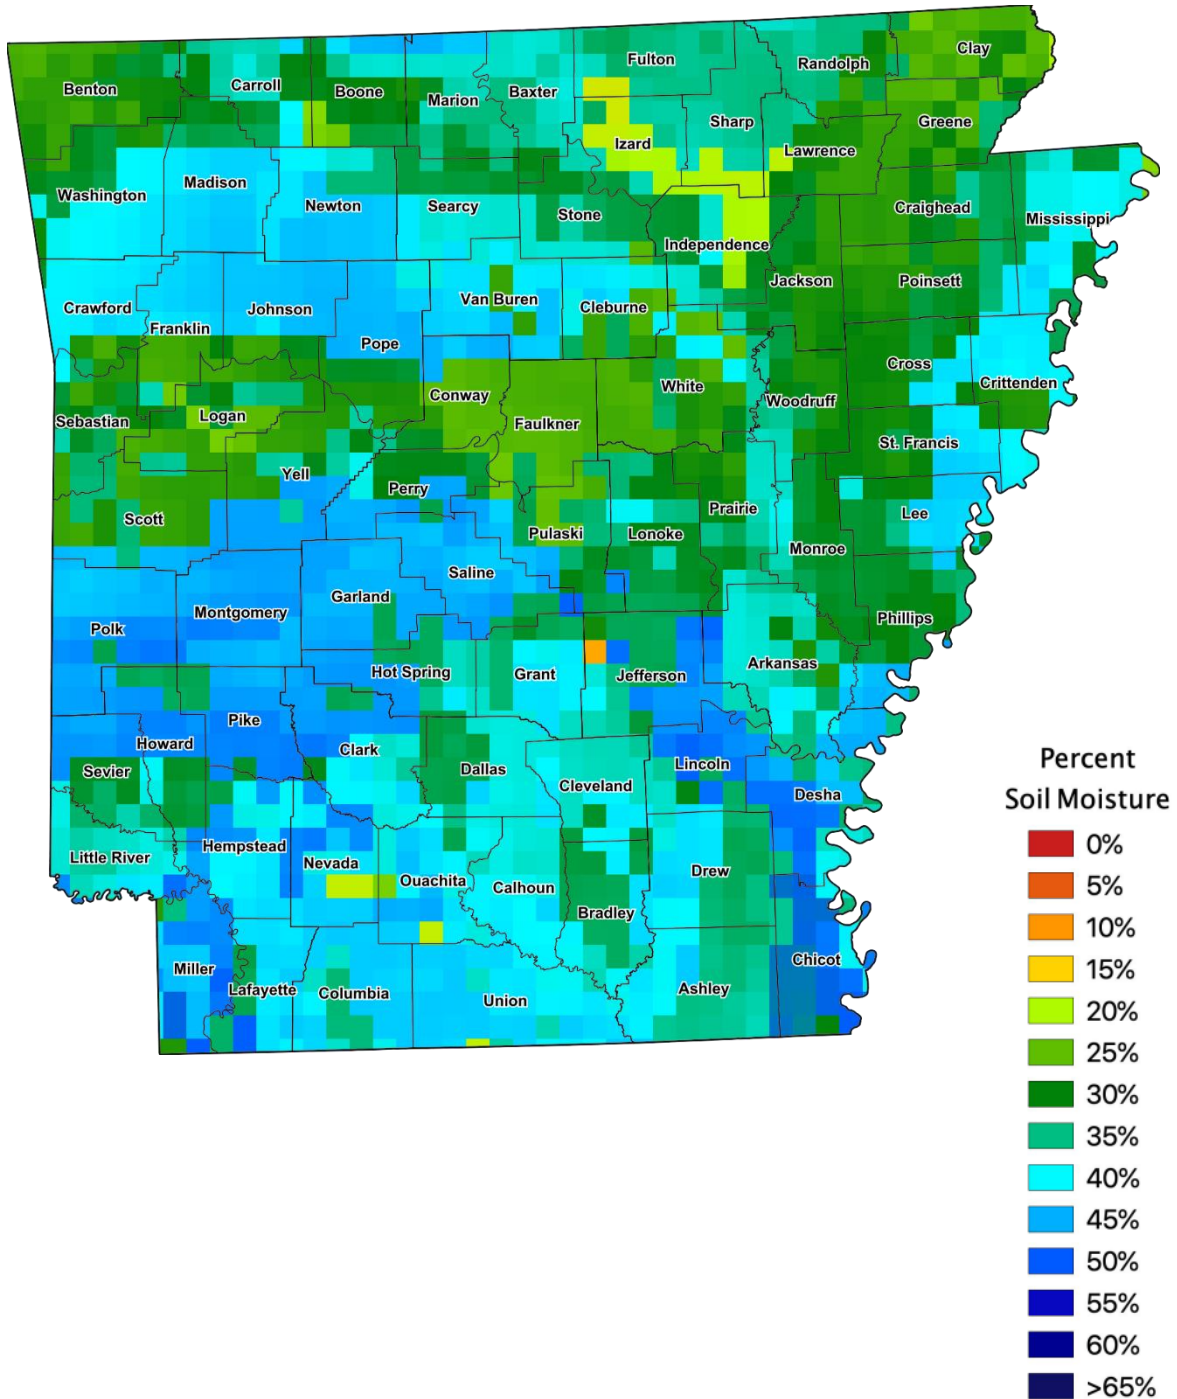 Clay
Fulton
Randolph
Carroll
Benton
Boone
Baxter
Marion
Sharp
Greene
Izard
Lawrence
Madison
Washington
Newton
Searcy
Craighead
Stone
Mississippi
Independence
Jackson
Poinsett
Van Buren
Crawford
Johnson
Cleburne
Franklin
Pope
Cross
Crittenden
White
Conway
Woodruff
Logan
Sebastian
Faulkner
St. Francis
Yell
Perry
Prairie
Lee
Scott
Pulaski
Lonoke
Monroe
Saline
Garland
Montgomery
Phillips
Polk
Arkansas
Hot Spring
Grant
Jefferson
Pike
Howard
Clark
Percent
Soil Moisture
Lincoln
Sevier
Dallas
Cleveland
Desha
0%
Hempstead
Little River
Nevada
Drew
Ouachita
5%
Calhoun
Bradley
10%
Chicot
Miller
15%
Lafayette
Columbia
Ashley
Union
20%
25%
30%
35%
40%
45%
50%
55%
60%
>65%